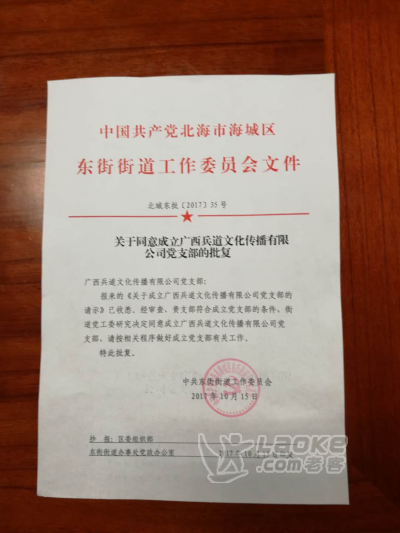 中国共产党北海市海城区
东街街道工作委员会文件
北城东批〔2017〕35号
关于同意成立广西兵道文化传播有限
公司党支部的批复
广西兵道文化传播有限公司党支部:
报来的《关于成立广西兵道文化传播有限公司党支部的
请示》已收悉。经审查,贵支部符合成立党支部的条件,街
道党工委研究决定同意成立广西兵道文化传播有限公司党
支部。请按相关程序做好成立党支部有关工作。
特此批复。
中共东街街道工作委员会
2017年10月15日
抄报:区委组织部
东街街道办事处党政办公室
LAOKE
.com老客